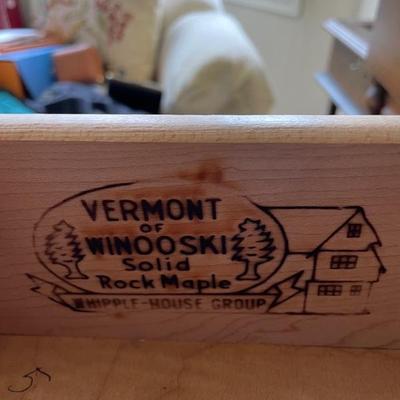 VERMONT
OF
WINOOSKI
Solid
Rock Maple
WHIPPLE-HOUSE GROUP